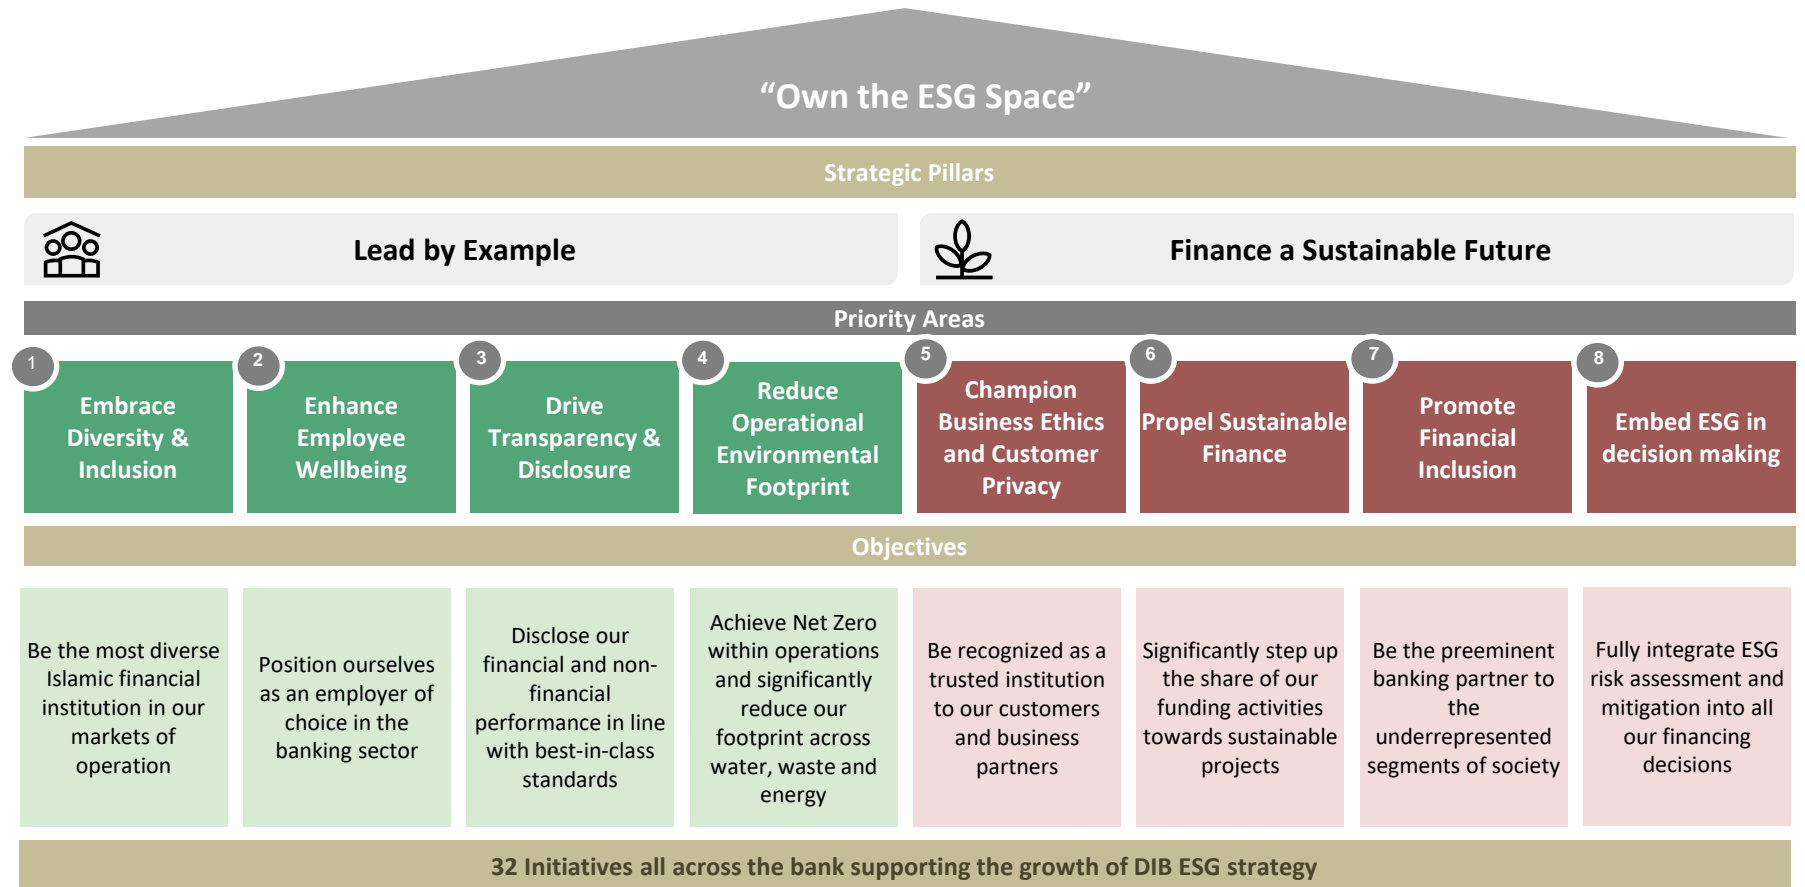 “Own the ESG Space”
Strategic Pillars
Lead by Example
Finance a Sustainable Future
Priority Areas
1
Embrace
Diversity &
Inclusion
2
Enhance
Employee
Wellbeing
3
Drive
Transparency &
Disclosure
4
Reduce
Operational
Environmental
Footprint
5
Champion
Business Ethics
and Customer
Privacy
6
Propel Sustainable
Finance
7
Promote
Financial
Inclusion
8
Embed ESG in
decision making
Objectives
Be the most diverse
Islamic financial
institution in our
markets of
operation
Position ourselves
as an employer of
choice in the
banking sector
Disclose our
financial and non-
financial
performance in line
with best-in-class
standards
Achieve Net Zero
within operations
and significantly
reduce our
footprint across
water, waste and
energy
Be recognized as a
trusted institution
to our customers
and business
partners
Significantly step up
the share of our
funding activities
towards sustainable
projects
Be the preeminent
banking partner to
the
underrepresented
segments of society
Fully integrate ESG
risk assessment and
mitigation into all
our financing
decisions
32 Initiatives all across the bank supporting the growth of DIB ESG strategy